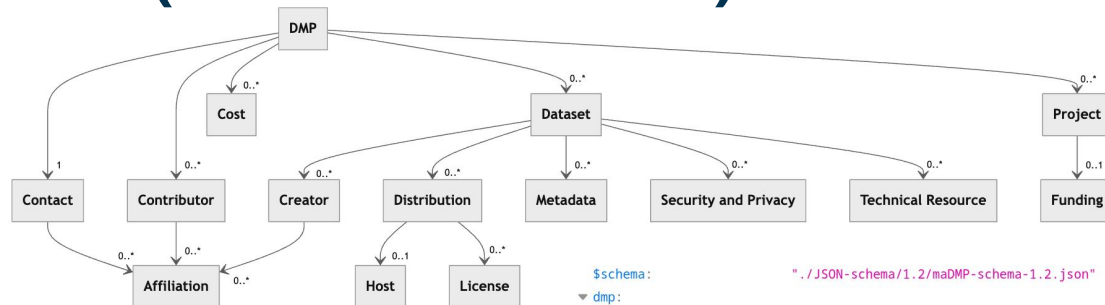 DMP
0..*
0..*
0..*
Cost
Dataset
Project
1
0..*
0..*
0..*
0..*
0..*
0..*
0..1
Contact
Contributor
Creator
Distribution
Metadata
Security and Privacy
Technical Resource
Funding
0..*
0..*
0..*
0..1
0..*
Affiliation
Host
License
$schema: "./JSON-schema/1.2/maDMP-schema-1.2.json"
dmp: